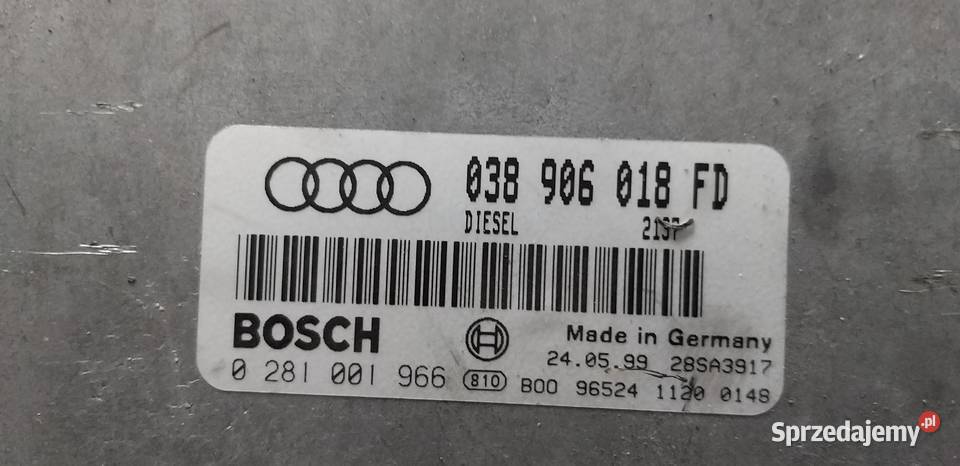 038 906 018 FD
DIESEL
BOSCH
Made in Germany
24.05.99 28SA3917
0 281 001 966 810 B00 96524 1120 0148
Sprzedajemy.pl